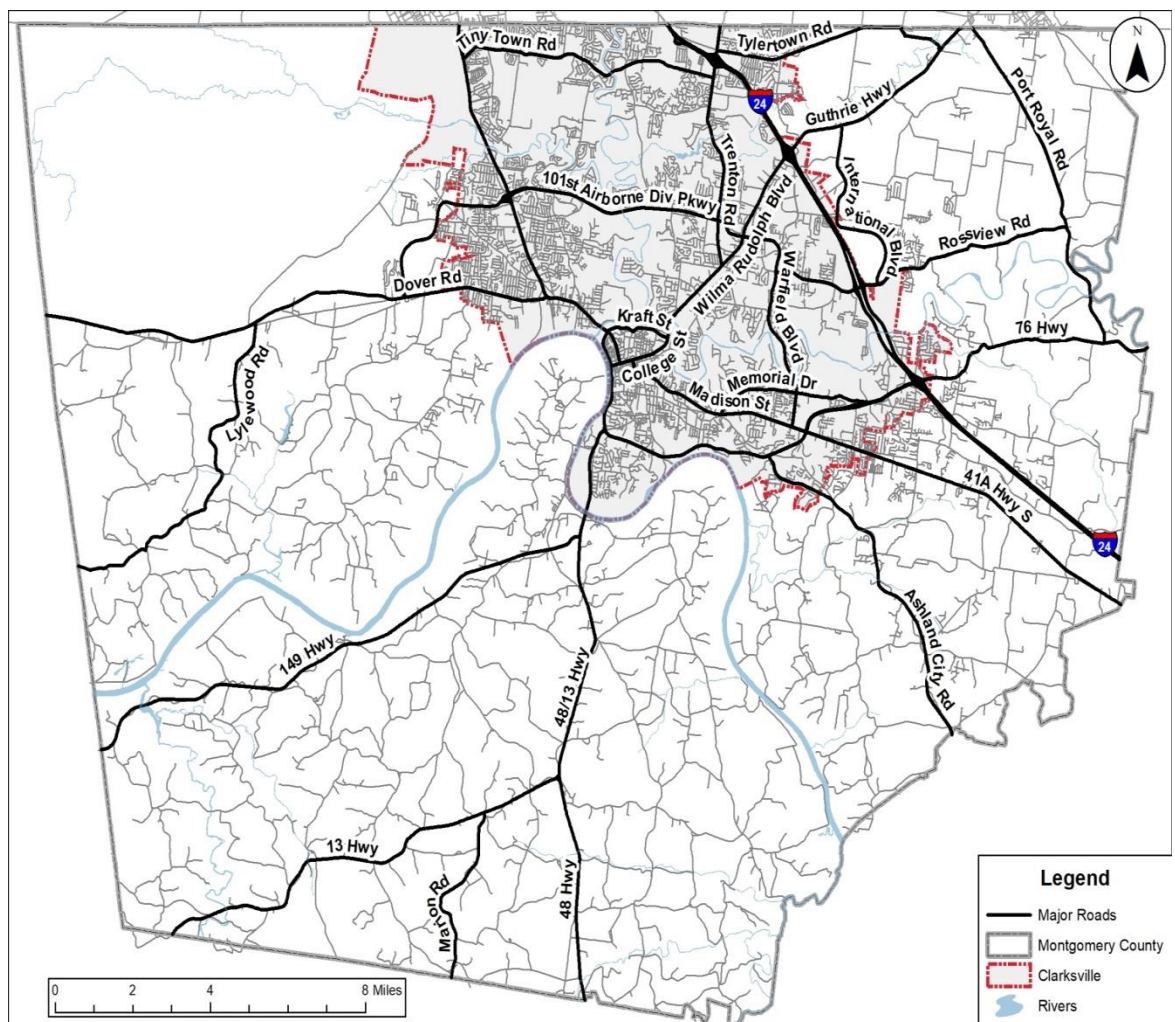 N
Tiny Town Rd
Tylertown Rd
24
Guthrie Hwy
Port Royal Rd
Trenton Rd
International Blvd
101st Airborne Div Pkwy
Wilma Rudolph Blvd
Rossview Rd
Warfield Blvd
Dover Rd
Kraft St
76 Hwy
College St
Memorial Dr
Madison St
Lylewood Rd
41A Hwy S
24
Ashland City Rd
149 Hwy
48/13 Hwy
13 Hwy
Marion Rd
48 Hwy
Legend
Major Roads
Montgomery County
Clarksville
Rivers
0 2 4 8 Miles